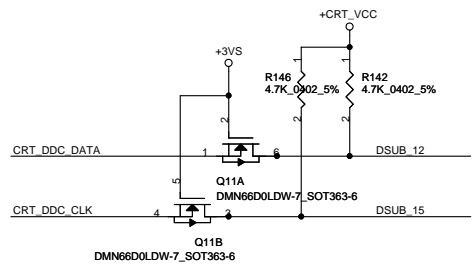 +CRT_VCC
+3VS
1
1
R146
4.7K_0402_5%
R142
4.7K_0402_5%
2
2
2
CRT_DDC_DATA
1
6
DSUB_12
5
Q11A
DMN66D0LDW-7_SOT363-6
CRT_DDC_CLK
4
3
DSUB_15
Q11B
DMN66D0LDW-7_SOT363-6